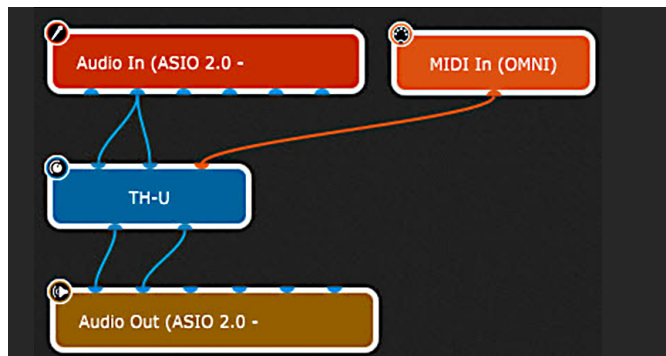 Audio In (ASIO 2.0 -
MIDI In (OMNI)
TH-U
Audio Out (ASIO 2.0 -